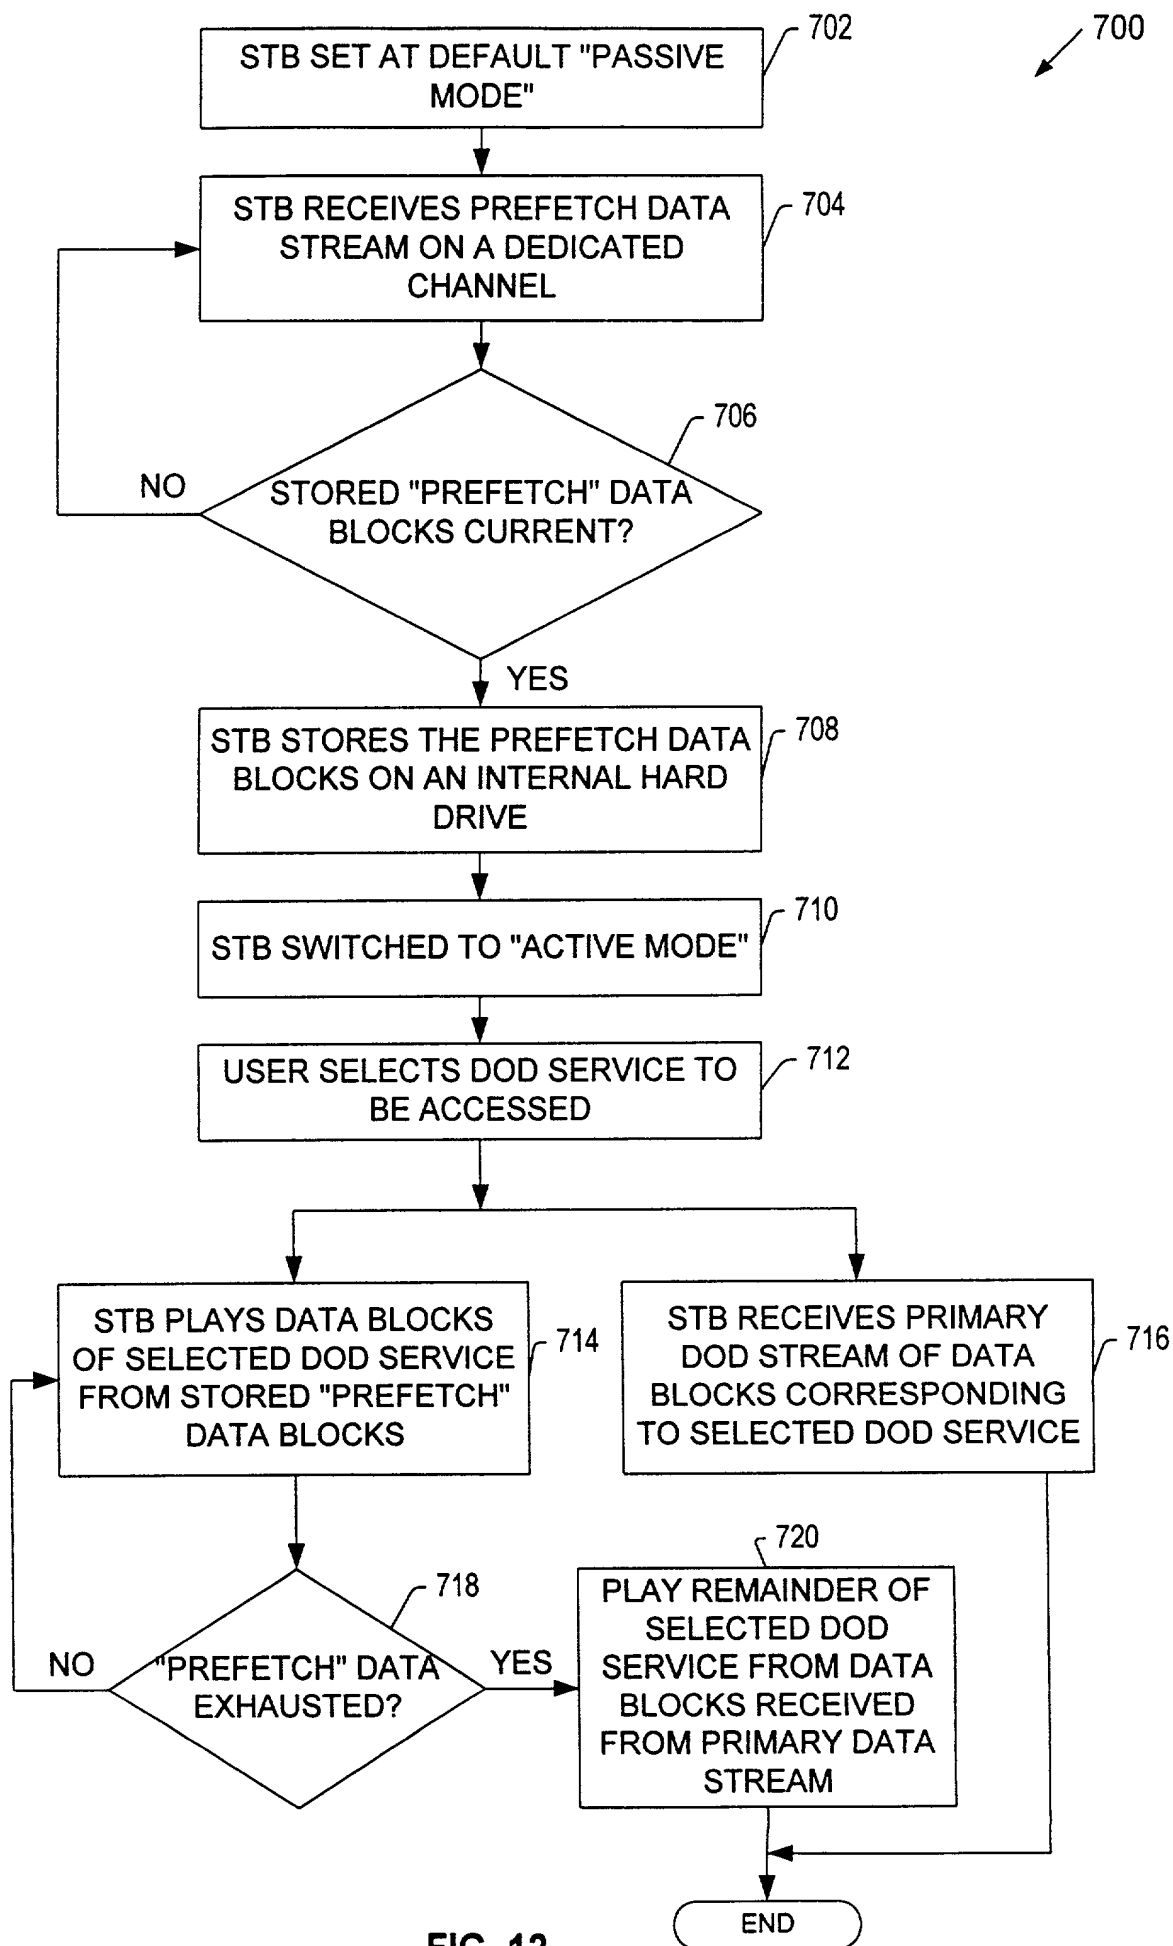 700
702
STB SET AT DEFAULT "PASSIVE
MODE"
704
STB RECEIVES PREFETCH DATA
STREAM ON A DEDICATED
CHANNEL
706
NO
STORED "PREFETCH" DATA
BLOCKS CURRENT?
YES
708
STB STORES THE PREFETCH DATA
BLOCKS ON AN INTERNAL HARD
DRIVE
710
STB SWITCHED TO "ACTIVE MODE"
712
USER SELECTS DOD SERVICE TO
BE ACCESSED
STB PLAYS DATA BLOCKS
OF SELECTED DOD SERVICE
FROM STORED "PREFETCH"
DATA BLOCKS
714
STB RECEIVES PRIMARY
DOD STREAM OF DATA
BLOCKS CORRESPONDING
TO SELECTED DOD SERVICE
716
718
NO
"PREFETCH" DATA
EXHAUSTED?
YES
720
PLAY REMAINDER OF
SELECTED DOD
SERVICE FROM DATA
BLOCKS RECEIVED
FROM PRIMARY DATA
STREAM
END